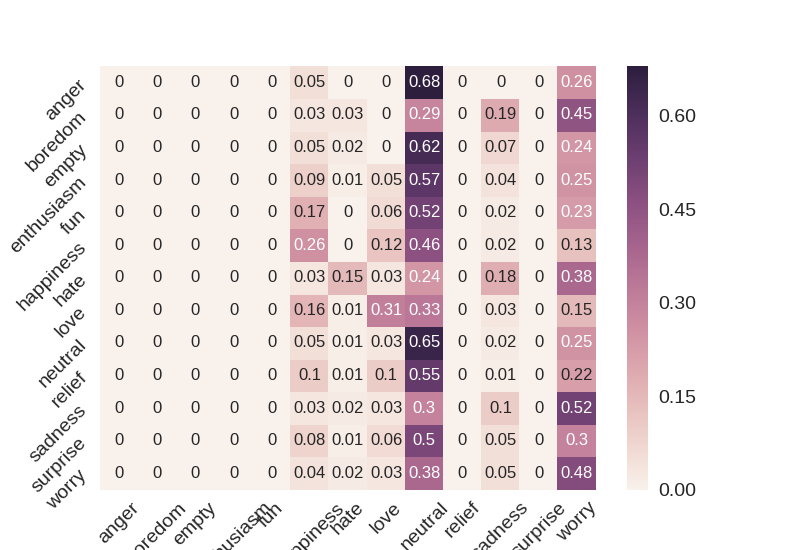 anger 0 0 0 0 0 0.05 0 0 0.68 0 0 0 0.26
boredom 0 0 0 0 0 0.03 0.03 0 0.29 0 0.19 0 0.45
empty 0 0 0 0 0 0.05 0.02 0 0.62 0 0.07 0 0.24
enthusiasm 0 0 0 0 0 0.09 0.01 0.05 0.57 0 0.04 0 0.25
fun 0 0 0 0 0 0.17 0 0.06 0.52 0 0.02 0 0.23
happiness 0 0 0 0 0 0.26 0 0.12 0.46 0 0.02 0 0.13
hate 0 0 0 0 0 0.03 0.15 0.03 0.24 0 0.18 0 0.38
love 0 0 0 0 0 0.16 0.01 0.31 0.33 0 0.03 0 0.15
neutral 0 0 0 0 0 0.05 0.01 0.03 0.65 0 0.02 0 0.25
relief 0 0 0 0 0 0.1 0.01 0.1 0.55 0 0.01 0 0.22
sadness 0 0 0 0 0 0.03 0.02 0.03 0.3 0 0.1 0 0.52
surprise 0 0 0 0 0 0.08 0.01 0.06 0.5 0 0.05 0 0.3
worry 0 0 0 0 0 0.04 0.02 0.03 0.38 0 0.05 0 0.48
anger oredom empty husiasm fun ppiness hate love neutral relief sadness surprise worry
0.60
0.45
0.30
0.15
0.00